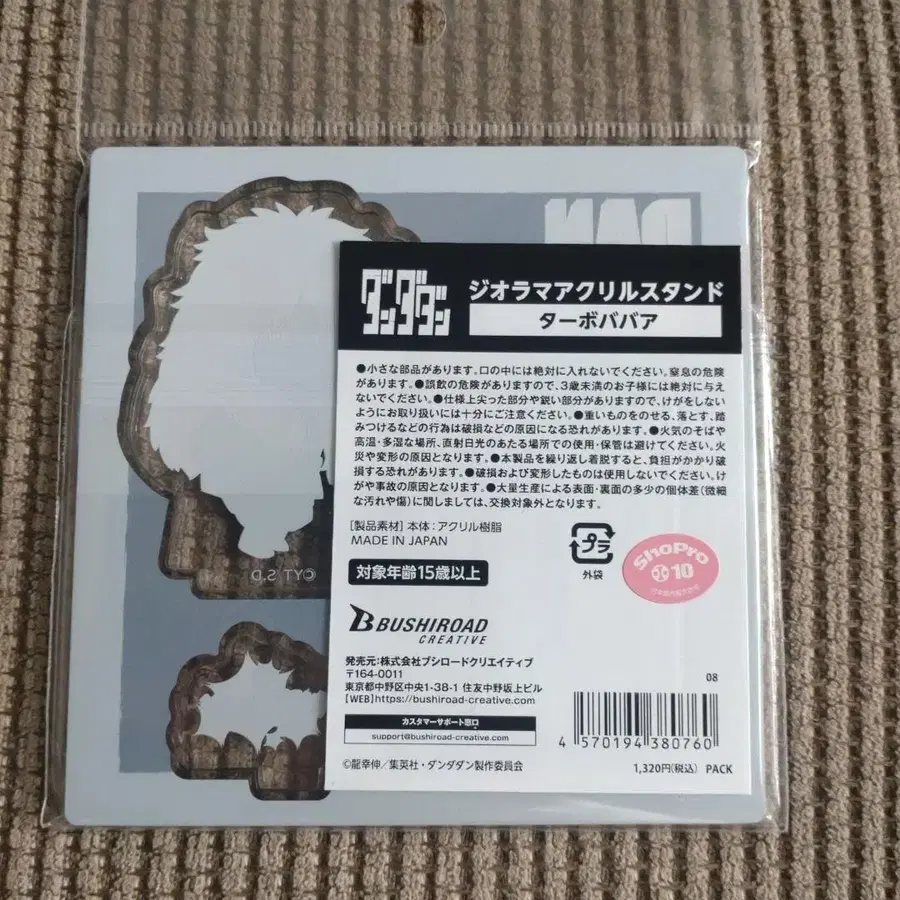 DAN
ダンダダン
ジオラマアクリルスタンド
ターボババア
●小さな部品があります。口の中には絶対に入れないでください。窒息の危険
があります。●誤飲の危険がありますので、3歳未満のお子様には絶対に与え
ないでください。●仕様上尖った部分や鋭い部分がありますので、けがをしない
ようにお取り扱いには十分にご注意ください。●重いものをのせる、落とす、踏
みつけるなどの行為は破損などの原因になる恐れがあります。●火気のそばや
高温・多湿な場所、直射日光のあたる場所での使用・保管は避けてください。火
災や変形の原因となります。●本製品を繰り返し着脱すると、負担がかかり破
損する恐れがあります。●破損および変形したものは使用しないでください。け
がや事故の原因となります。●大量生産による表面・裏面の多少の個体差（微細
な汚れや傷）に関しましては、交換対象外となります。
[製品素材] 本体：アクリル樹脂
MADE IN JAPAN
対象年齢15歳以上
プラ
外袋
ShoPro
10
©YT S,D
BUSHIROAD
CREATIVE
発売元：株式会社ブシロードクリエイティブ
〒164-0011
東京都中野区中央1-38-1 住友中野坂上ビル
[WEB]https://bushiroad-creative.com
カスタマーサポート窓口
support@bushiroad-creative.com
©龍幸伸／集英社・ダンダダン製作委員会
08
4 570194 380760
1,320円(税込) PACK